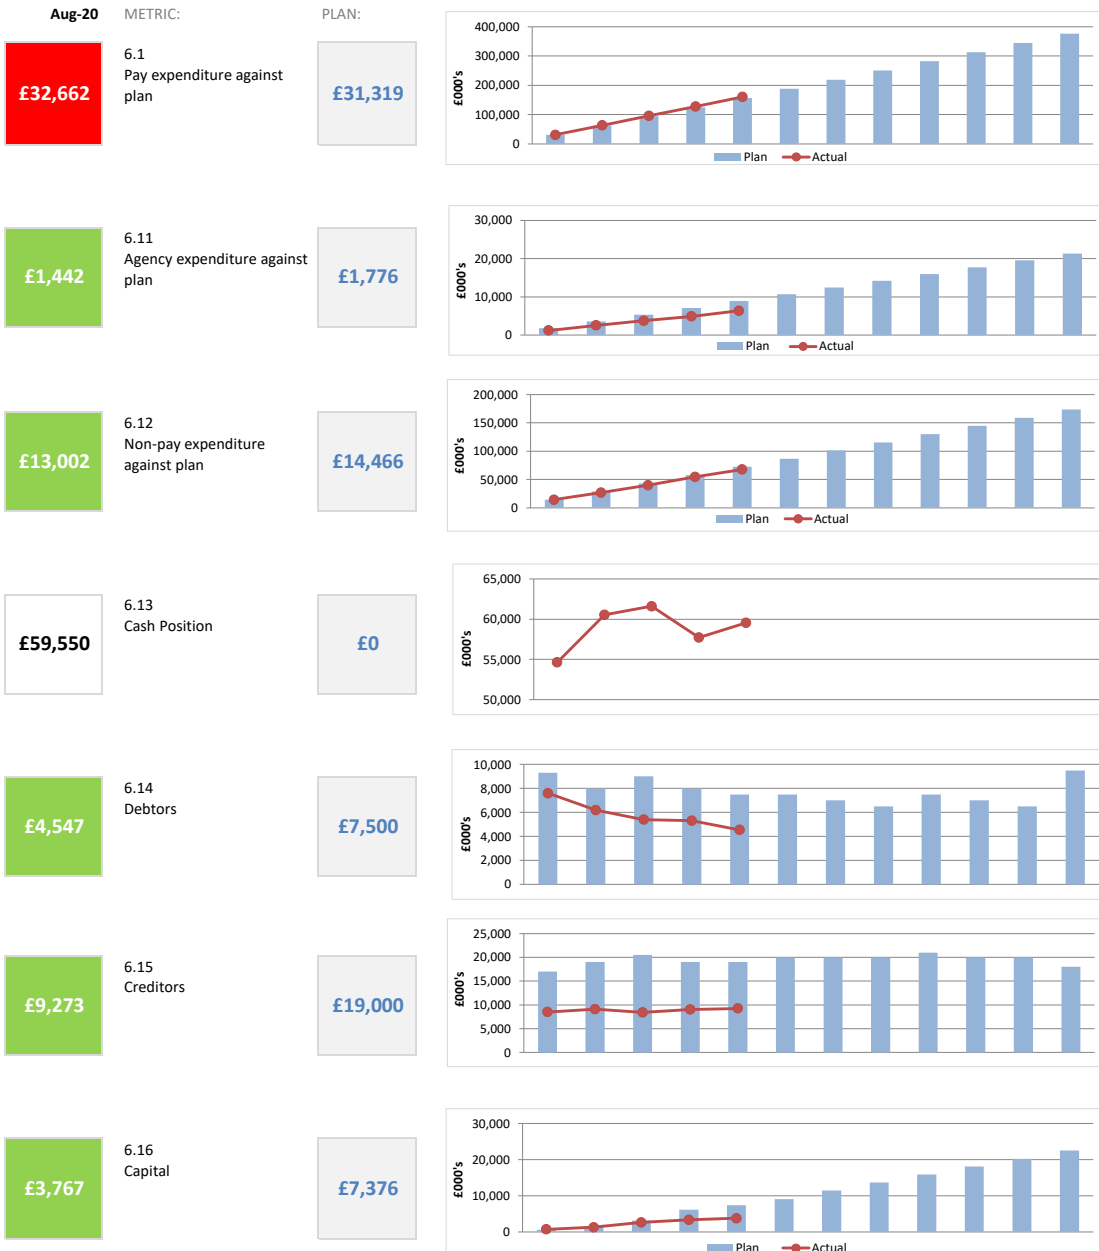 Aug-20 METRIC: PLAN:
£32,662
6.1
Pay expenditure against
plan
£31,319
400,000
300,000
200,000
100,000
0
£000's
Plan Actual
£1,442
6.11
Agency expenditure against
plan
£1,776
30,000
20,000
10,000
0
£000's
Plan Actual
£13,002
6.12
Non-pay expenditure
against plan
£14,466
200,000
150,000
100,000
50,000
0
£000's
Plan Actual
£59,550
6.13
Cash Position
£0
65,000
60,000
55,000
50,000
£000's
£4,547
6.14
Debtors
£7,500
10,000
8,000
6,000
4,000
2,000
0
£000's
£9,273
6.15
Creditors
£19,000
25,000
20,000
15,000
10,000
5,000
0
£000's
£3,767
6.16
Capital
£7,376
30,000
20,000
10,000
0
£000's
Plan Actual